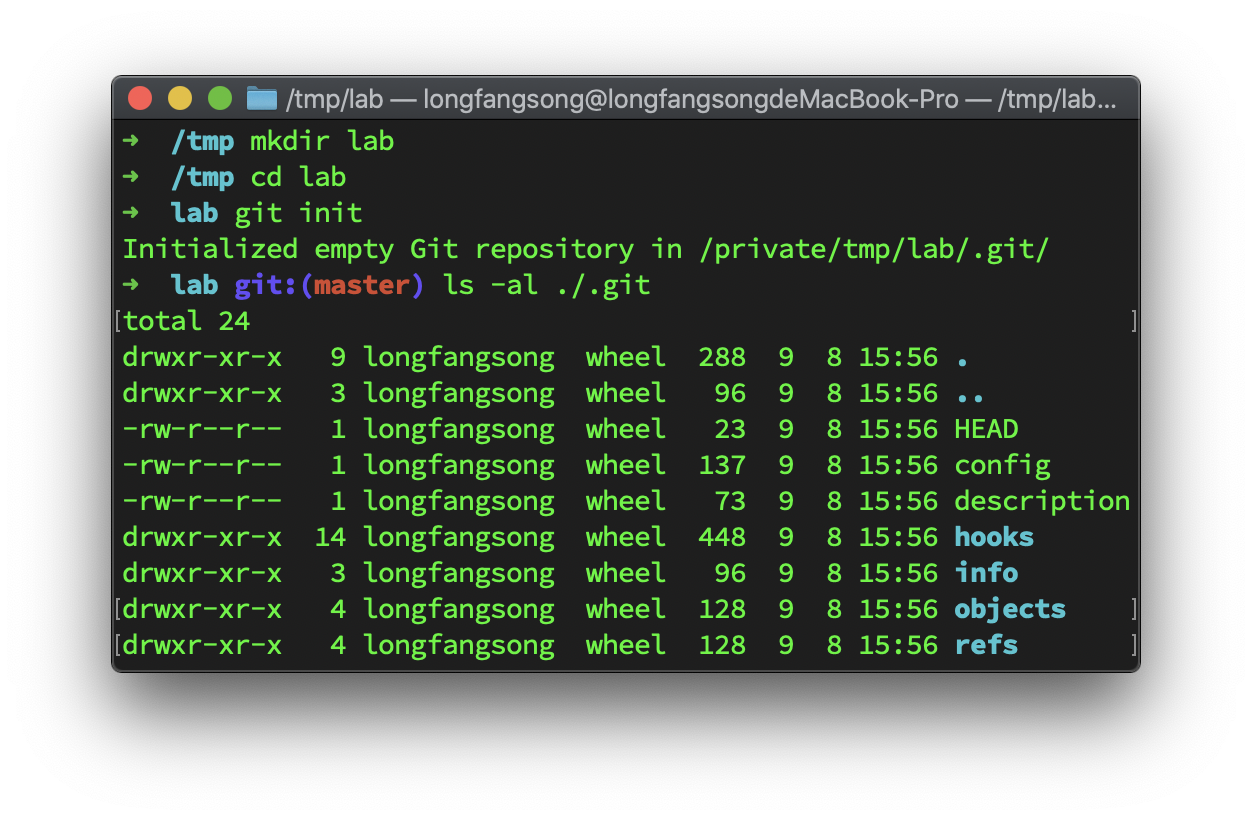 /tmp/lab — longfangsong@longfangsongdeMacBook-Pro — /tmp/lab...
➜  /tmp mkdir lab
➜  /tmp cd lab
➜  lab git init
Initialized empty Git repository in /private/tmp/lab/.git/
➜  lab git:(master) ls -al ./.git
[total 24 ]
drwxr-xr-x   9 longfangsong  wheel  288  9  8 15:56 .
drwxr-xr-x   3 longfangsong  wheel   96  9  8 15:56 ..
-rw-r--r--   1 longfangsong  wheel   23  9  8 15:56 HEAD
-rw-r--r--   1 longfangsong  wheel  137  9  8 15:56 config
-rw-r--r--   1 longfangsong  wheel   73  9  8 15:56 description
drwxr-xr-x  14 longfangsong  wheel  448  9  8 15:56 hooks
drwxr-xr-x   3 longfangsong  wheel   96  9  8 15:56 info
[drwxr-xr-x   4 longfangsong  wheel  128  9  8 15:56 objects ]
[drwxr-xr-x   4 longfangsong  wheel  128  9  8 15:56 refs ]